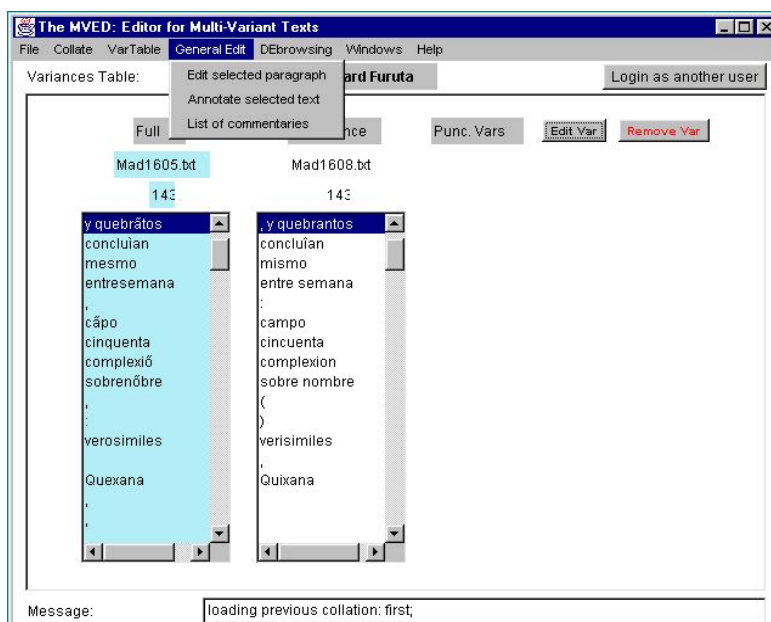 The MVED: Editor for Multi-Variant Texts
File Collate VarTable General Edit DEbrowsing Windows Help
Variances Table: ard Furuta Login as another user
Edit selected paragraph
Annotate selected text
List of commentaries
Full nce Punc. Vars Edit Var Remove Var
Mad1605.txt Mad1608.txt
143 143
y quebrãtos , y quebrantos
concluìan concluîan
mesmo mismo
entresemana entre semana
, :
cãpo campo
cinquenta cincuenta
complexiõ complexion
sobrenõbre sobre nombre
, (
: )
verosimiles verisimiles
,
Quexana Quixana
,
,
Message: loading previous collation: first;